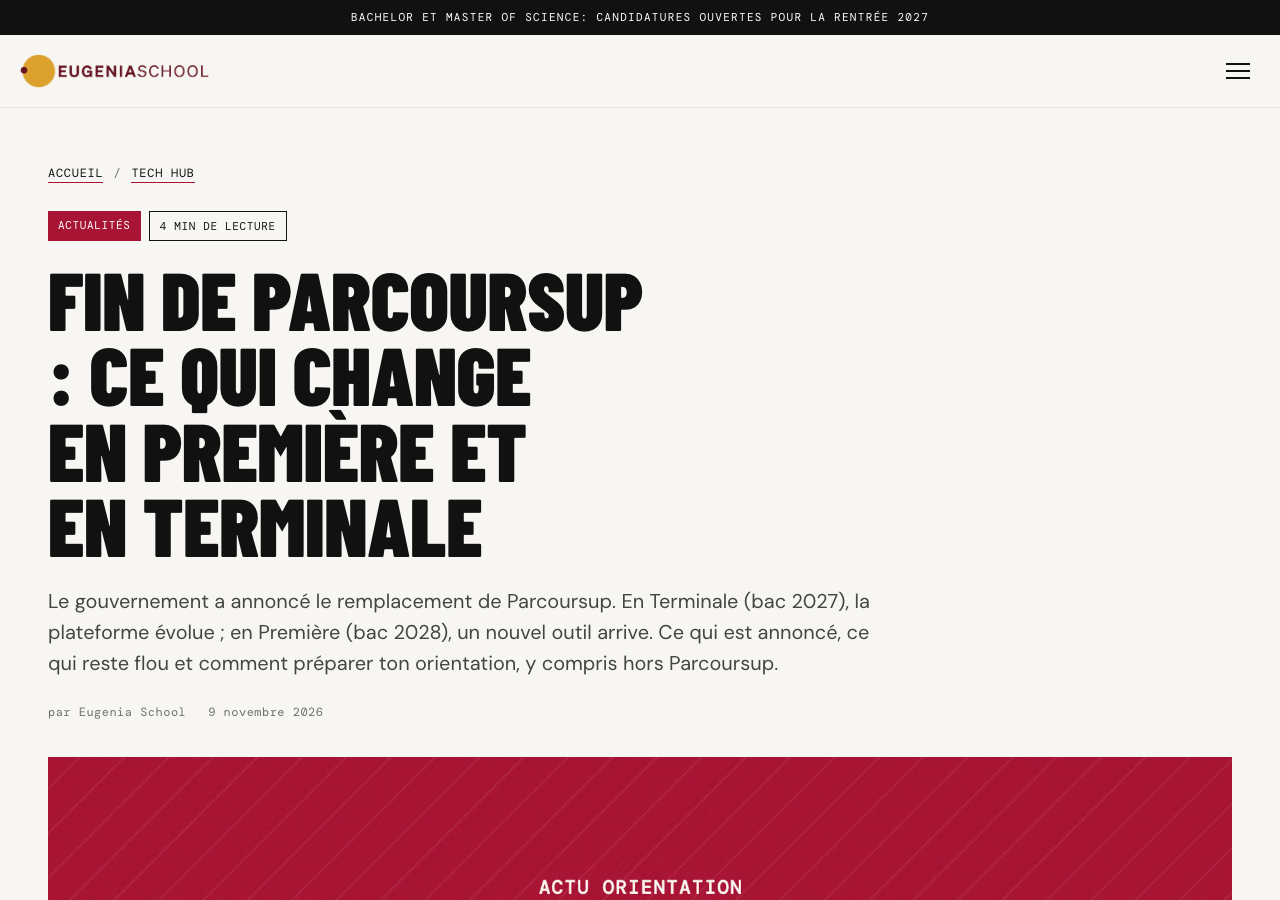 BACHELOR ET MASTER OF SCIENCE: CANDIDATURES OUVERTES POUR LA RENTRÉE 2027
EUGENIASCHOOL
ACCUEIL / TECH HUB
ACTUALITÉS
4 MIN DE LECTURE
FIN DE PARCOURSUP
: CE QUI CHANGE
EN PREMIÈRE ET
EN TERMINALE
Le gouvernement a annoncé le remplacement de Parcoursup. En Terminale (bac 2027), la
plateforme évolue ; en Première (bac 2028), un nouvel outil arrive. Ce qui est annoncé, ce
qui reste flou et comment préparer ton orientation, y compris hors Parcoursup.
par Eugenia School 9 novembre 2026
ACTU ORIENTATION